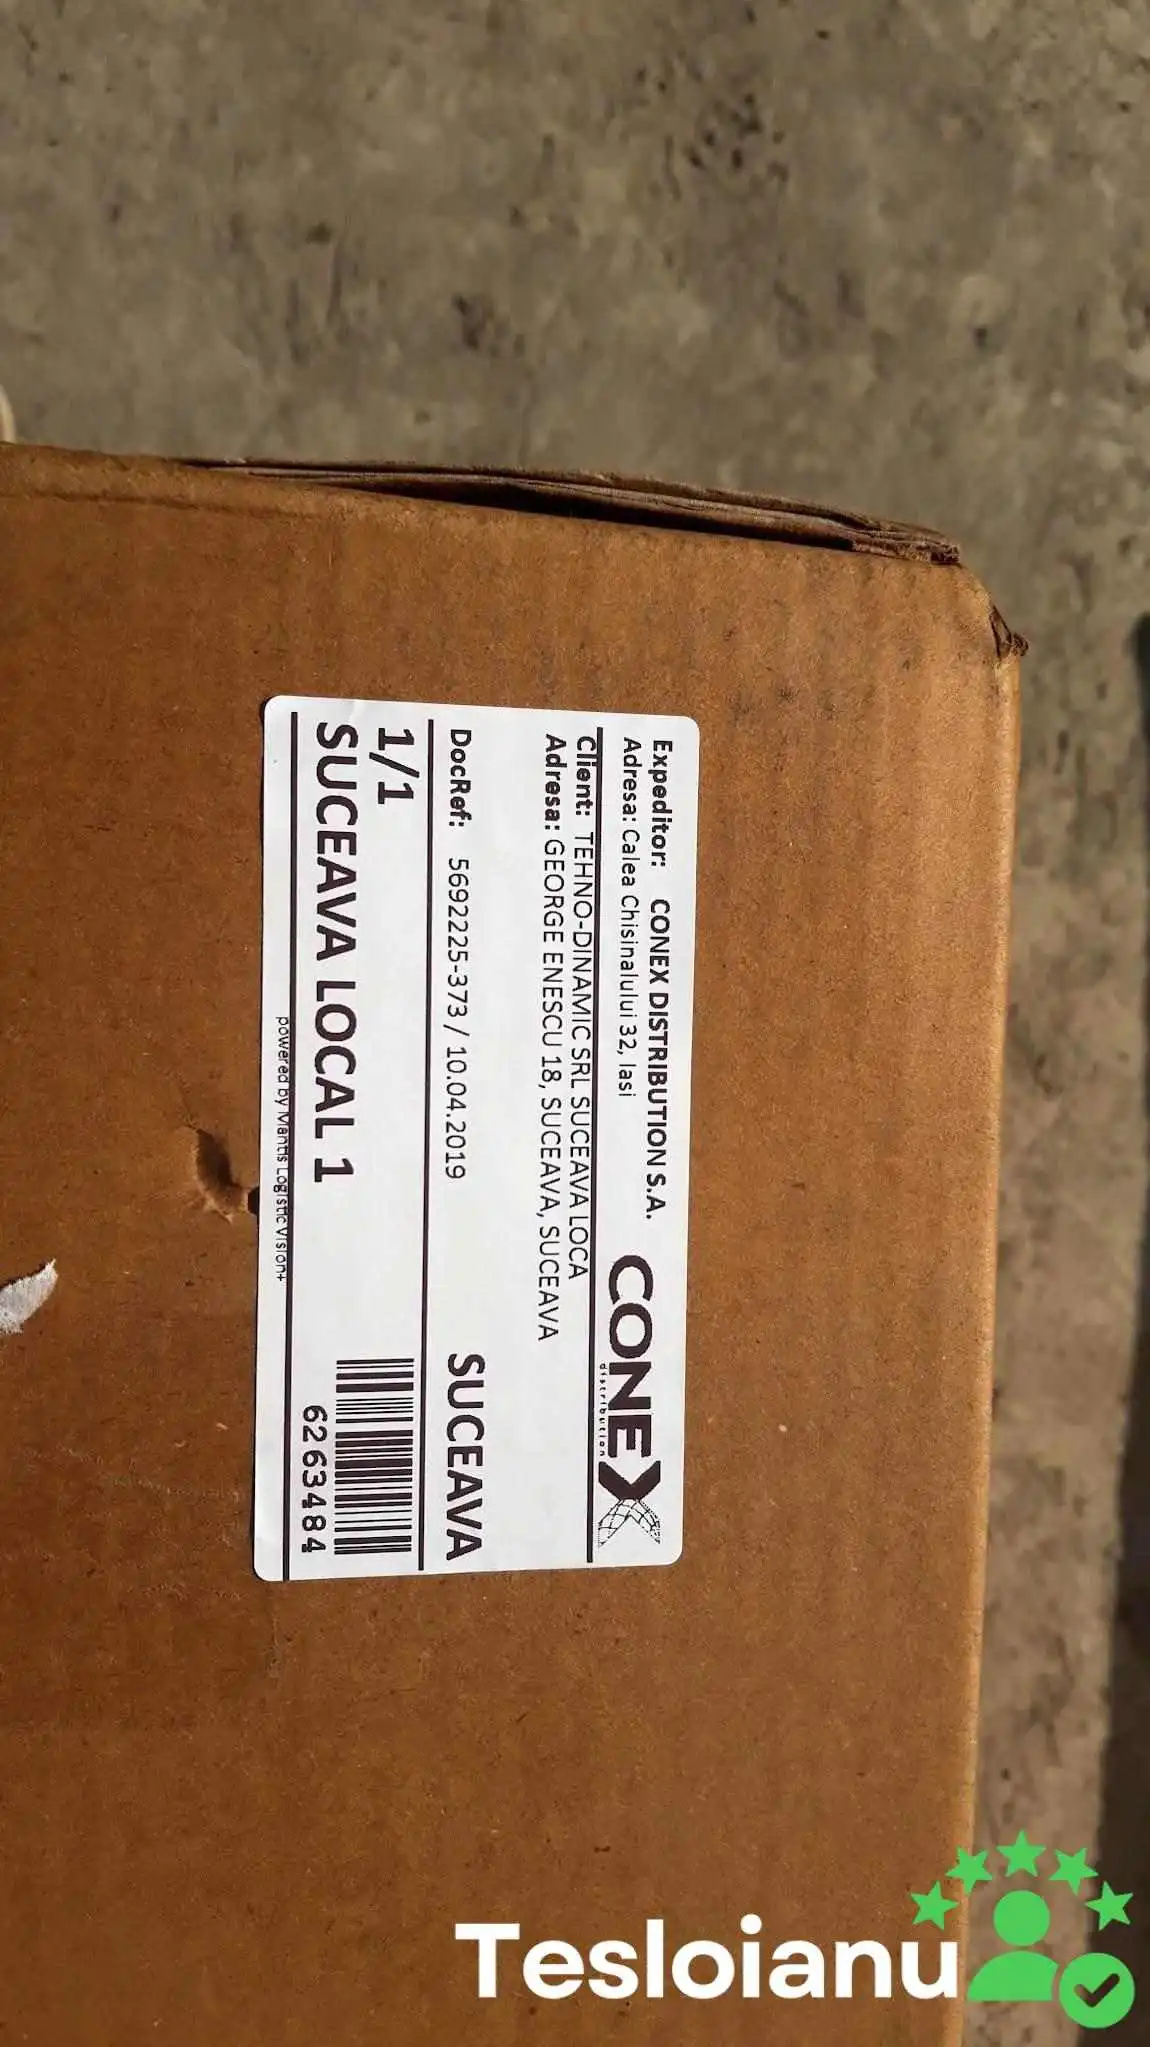 Expeditor: CONEX DISTRIBUTION S.A.
Adresa: Calea Chisinalului 32, Iasi
CONEX
distribution
Client: TEHNO-DINAMIC SRL SUCEAVA LOCA
Adresa: GEORGE ENESCU 18, SUCEAVA, SUCEAVA
DocRef: 5692225-373 / 10.04.2019 SUCEAVA
1/1
SUCEAVA LOCAL 1
6263484
powered by Mantis Logistic Vision+
Tesloianu